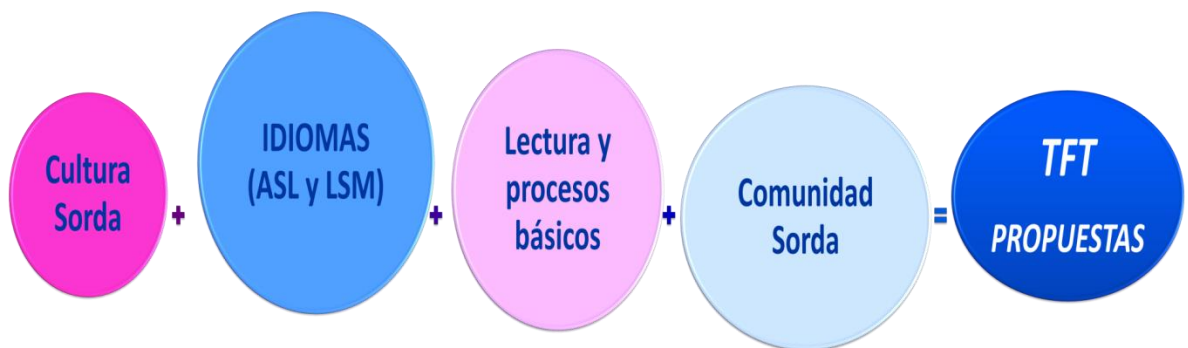 Cultura
Sorda
+
IDIOMAS
(ASL y LSM)
+
Lectura y
procesos
básicos
+
Comunidad
Sorda
=
TFT
PROPUESTAS